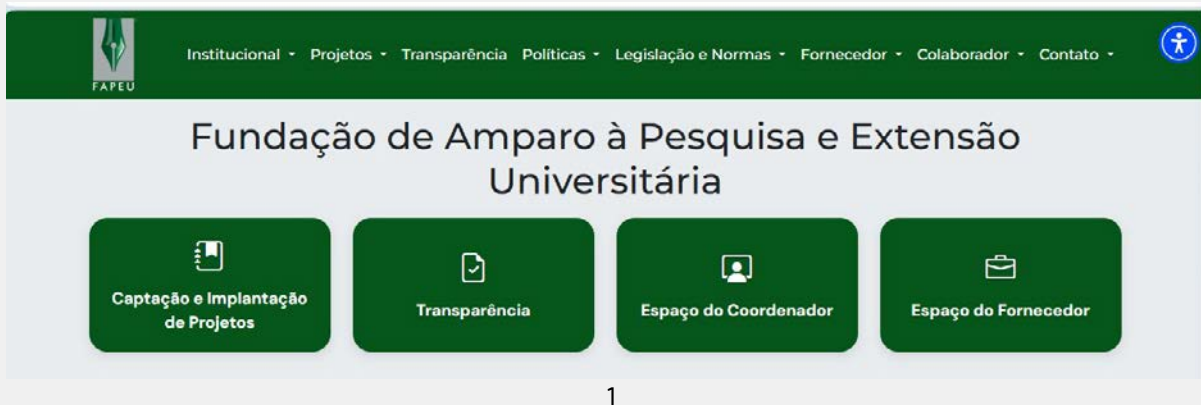 FAPEU
Institucional Projetos Transparência Políticas Legislação e Normas Fornecedor Colaborador Contato
Fundação de Amparo à Pesquisa e Extensão
Universitária
Captação e Implantação
de Projetos
Transparência
Espaço do Coordenador
Espaço do Fornecedor
1